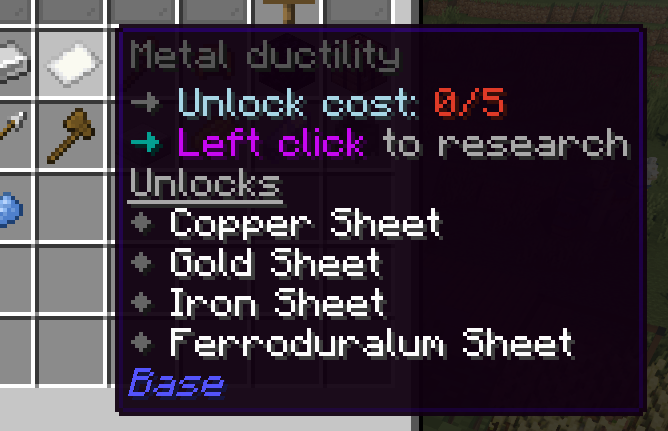 Metal ductility
→ Unlock cost: 0/5
→ Left click to research
Unlocks
◆ Copper Sheet
◆ Gold Sheet
◆ Iron Sheet
◆ Ferroduralum Sheet
Base